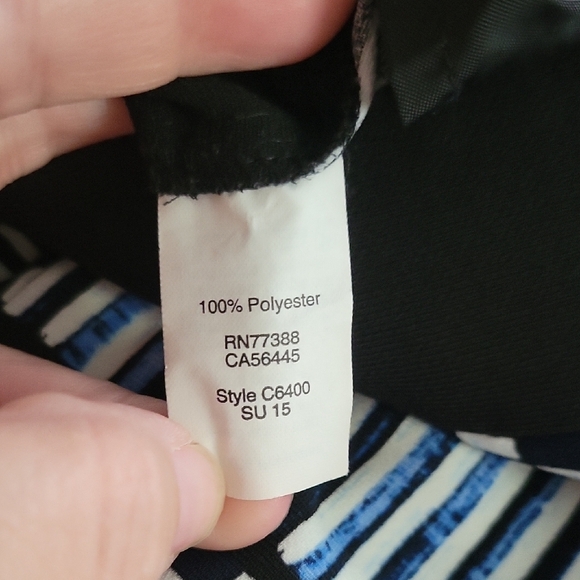 100% Polyester
RN77388
CA56445
Style C6400
SU 15